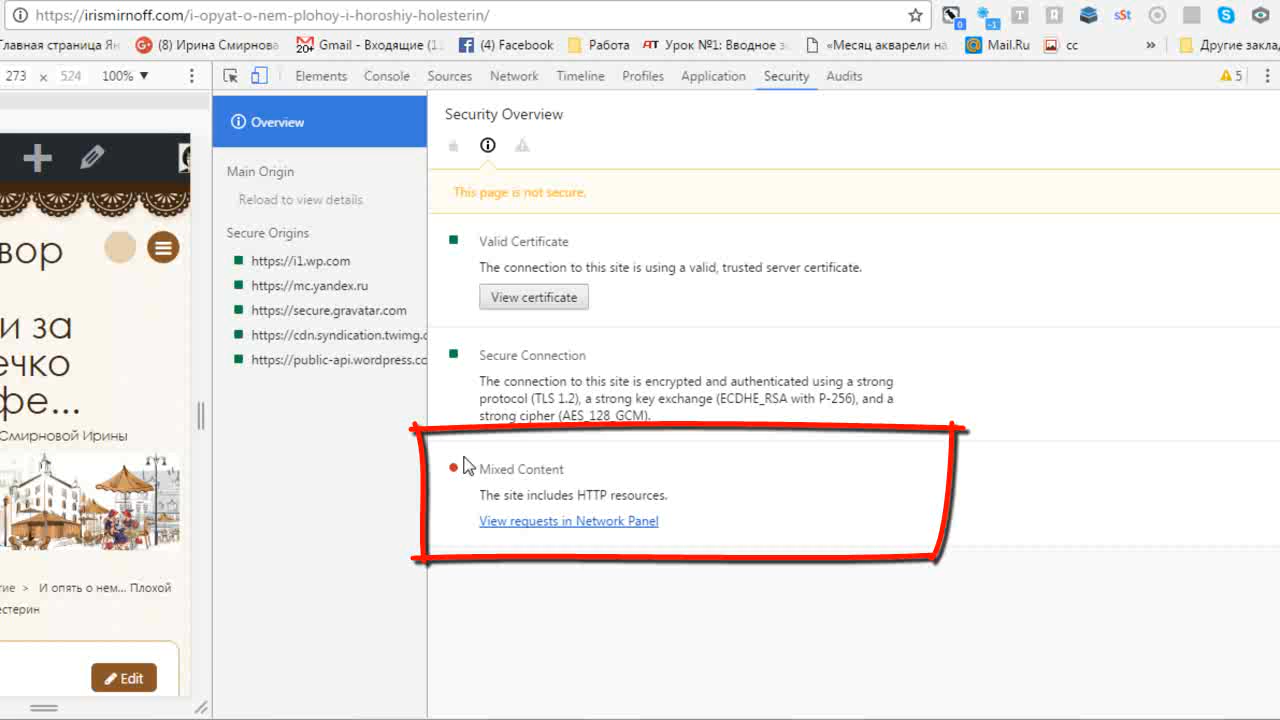 https://irismirnoff.com/i-opyat-o-nem-plohoy-i-horoshiy-holesterin/
0
-1
T
sSt
Главная страница Ян
(8) Ирина Смирнова
20+
Gmail - Входящие (1
(4) Facebook
Работа
Урок №1: Вводное з
«Месяц акварели на
Mail.Ru
сс
»
Другие закла
273 × 524 100% ▼
Elements Console Sources Network Timeline Profiles Application Security Audits
5
Overview
Main Origin
Reload to view details
Secure Origins
https://i1.wp.com
https://mc.yandex.ru
https://secure.gravatar.com
https://cdn.syndication.twimg.c
https://public-api.wordpress.co
Security Overview
This page is not secure.
Valid Certificate
The connection to this site is using a valid, trusted server certificate.
View certificate
Secure Connection
The connection to this site is encrypted and authenticated using a strong
protocol (TLS 1.2), a strong key exchange (ECDHE_RSA with P-256), and a
strong cipher (AES_128_GCM).
Mixed Content
The site includes HTTP resources.
View requests in Network Panel
вор
и за
ечко
фе...
Смирновой Ирины
тие > И опять о нем... Плохой
естерин
Edit